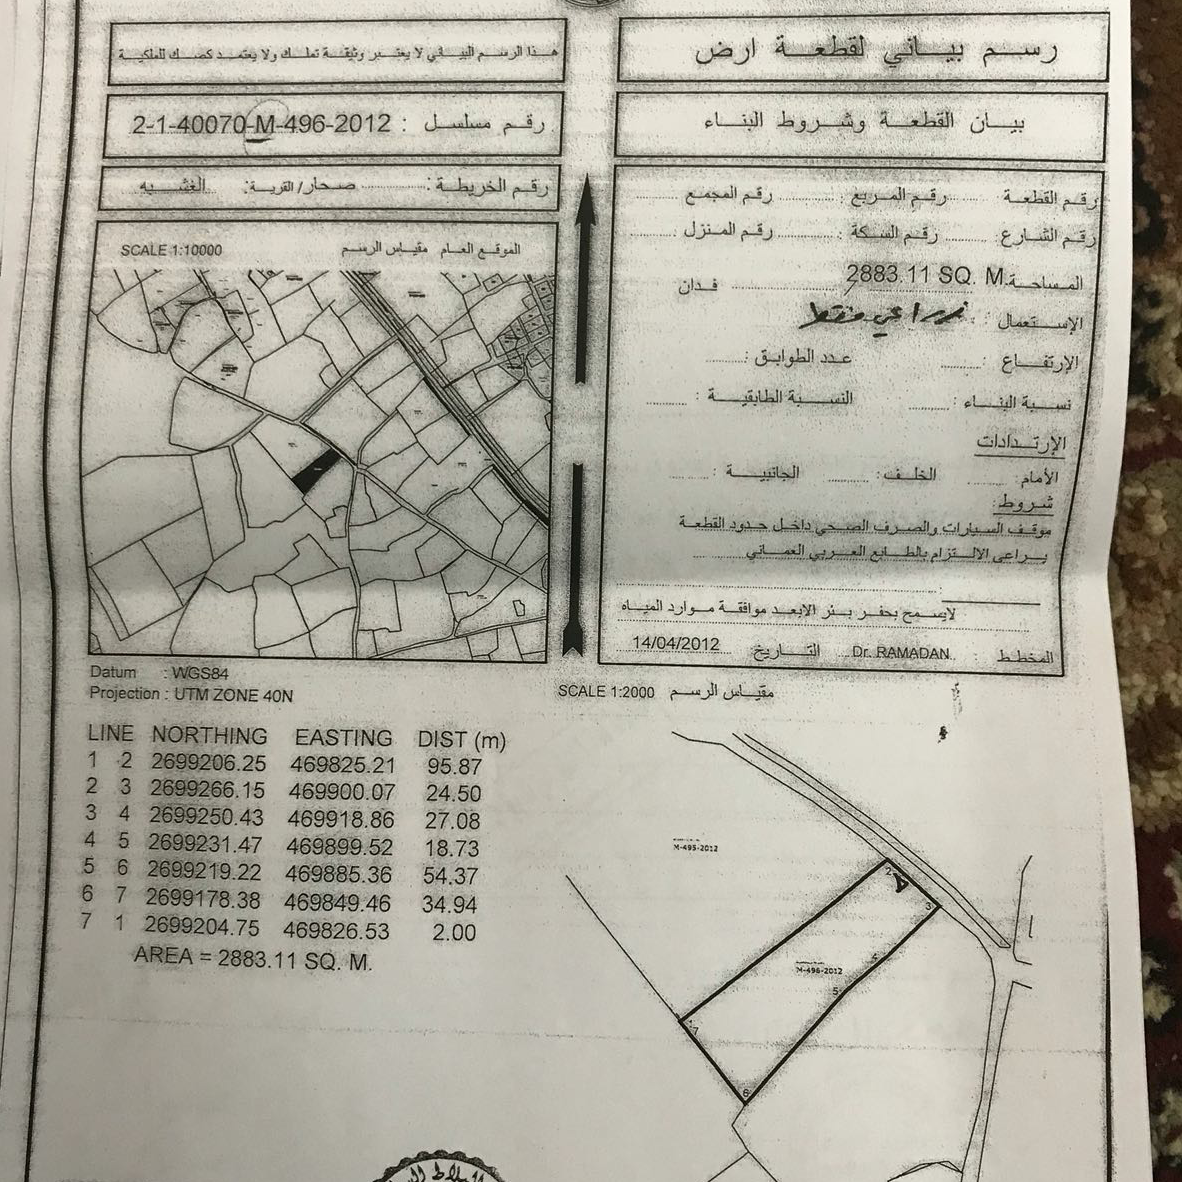 رسم بياني لقطعة ارض
هذا الرسم البياني لا يعتبر وثيقة تملك ولا يعتمد كصك للملكية
بيان القطعة وشروط البناء
رقم مسلسل : 2-1-40070-M-496-2012
رقم الخريطة : صحار/ القرية: الغشبه
رقم القطعة رقم المربع : رقم المجمع
رقم الشارع رقم السكة : رقم المنزل :
المساحة 2883.11 SQ. M. فدان
الإستعمال : زراعي فقط
الإرتفاع : عدد الطوابق :
نسبة البناء : النسبة الطابقية :
الإرتدادات
الأمام: الخلف: الجانبية :
شروط:
موقف السيارات والصرف الصحي داخل حدود القطعة
يراعى الالتزام بالطابع العربي العماني
لايسمح بحفر بئر الابعد موافقة موارد المياه
المخطط : Dr. RAMADAN التاريخ : 14/04/2012
الموقع العام مقياس الرسم SCALE 1:10000
Datum : WGS84
Projection : UTM ZONE 40N
SCALE 1:2000 مقياس الرسم
LINE NORTHING EASTING DIST (m)
1 2 2699206.25 469825.21 95.87
2 3 2699266.15 469900.07 24.50
3 4 2699250.43 469918.86 27.08
4 5 2699231.47 469899.52 18.73
5 6 2699219.22 469885.36 54.37
6 7 2699178.38 469849.46 34.94
7 1 2699204.75 469826.53 2.00
AREA = 2883.11 SQ. M.
M-495-2012
2
3
M-496-2012
4
5
1
7
6